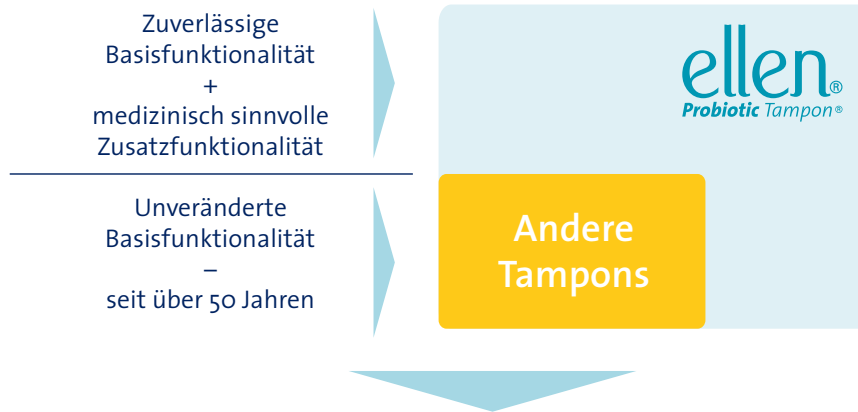 Zuverlässige
Basisfunktionalität
+
medizinisch sinnvolle
Zusatzfunktionalität
ellen®
Probiotic Tampon®
Unveränderte
Basisfunktionalität
–
seit über 50 Jahren
Andere
Tampons